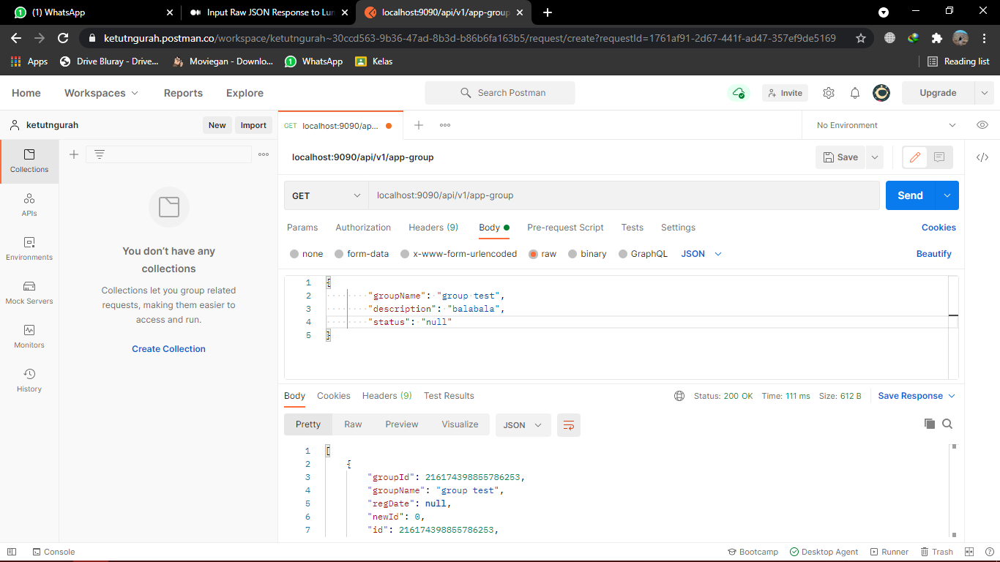 (1) WhatsApp
Input Raw JSON Response to Lun
localhost:9090/api/v1/app-group
ketutngurah.postman.co/workspace/ketutngurah~30ccd563-9b36-47ad-8b3d-b86b6fa163b5/request/create?requestId=1761af91-2d67-441f-ad47-357ef9de5169
Apps Drive Bluray - Drive... Moviegan - Downlo... WhatsApp Kelas Reading list
Home Workspaces Reports Explore Search Postman Invite Upgrade
ketutngurah New Import
GET localhost:9090/ap... No Environment
Collections
APIs
Environments
Mock Servers
Monitors
History
You don't have any
collections
Collections let you group related
requests, making them easier to
access and run.
Create Collection
localhost:9090/api/v1/app-group Save
GET localhost:9090/api/v1/app-group Send
Params Authorization Headers (9) Body Pre-request Script Tests Settings Cookies
none form-data x-www-form-urlencoded raw binary GraphQL JSON Beautify
1 {
2 "groupName": "group test",
3 "description": "balabala",
4 "status": "null"
5 }
Body Cookies Headers (9) Test Results Status: 200 OK Time: 111 ms Size: 612 B Save Response
Pretty Raw Preview Visualize JSON
1 [
2 {
3 "groupId": 216174398855786253,
4 "groupName": "group test",
5 "regDate": null,
6 "newId": 0,
7 "id": 216174398855786253,
Console Bootcamp Desktop Agent Runner Trash